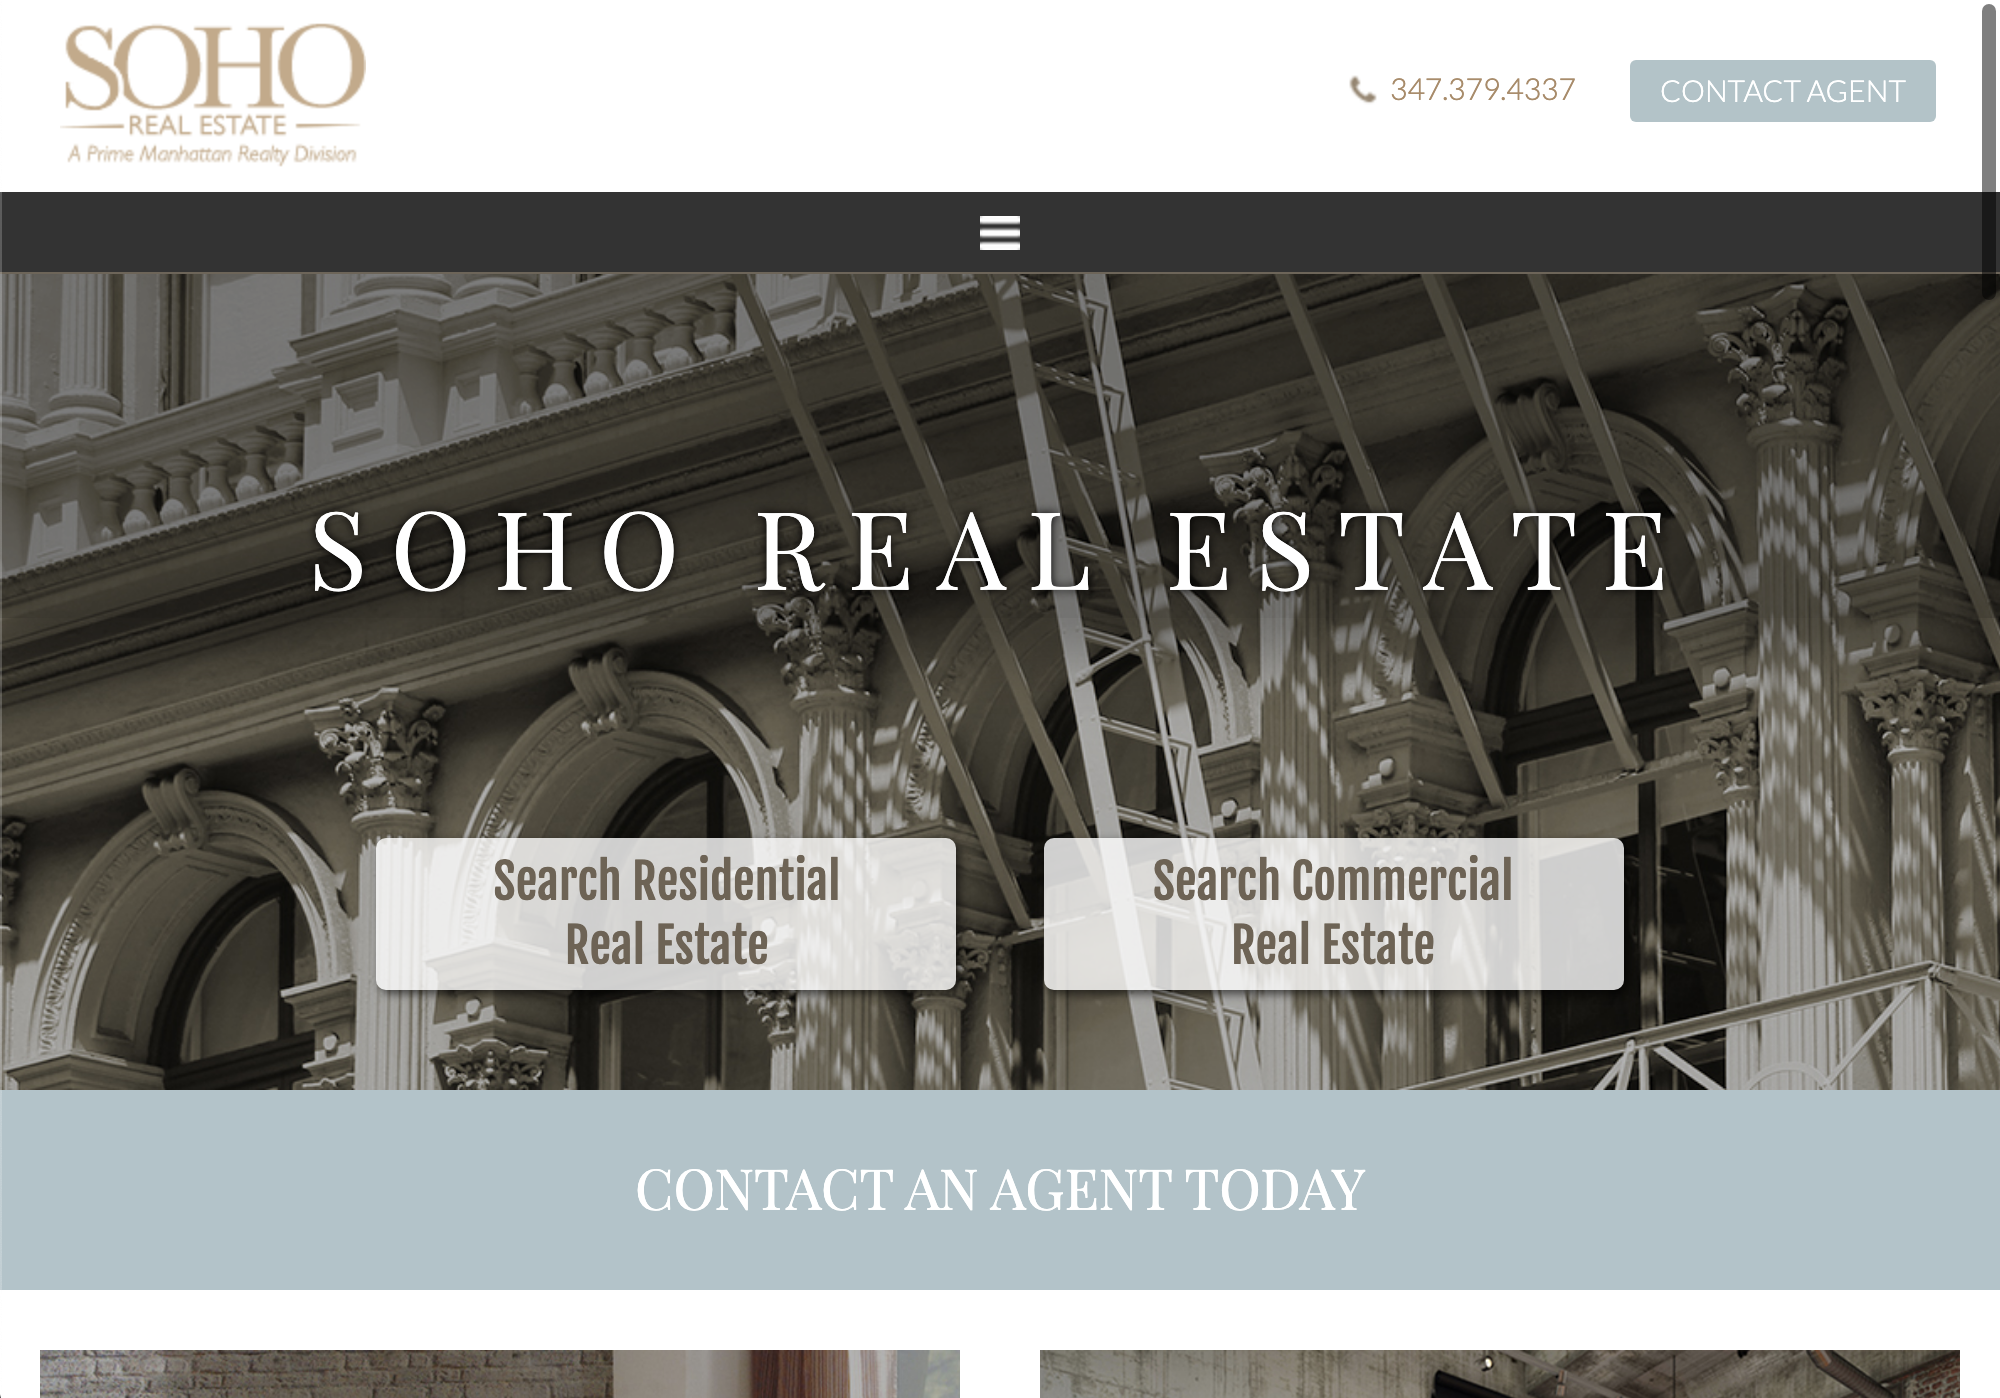 SOHO
REAL ESTATE
A Prime Manhattan Realty Division
347.379.4337
CONTACT AGENT
SOHO REAL ESTATE
Search Residential
Real Estate
Search Commercial
Real Estate
CONTACT AN AGENT TODAY